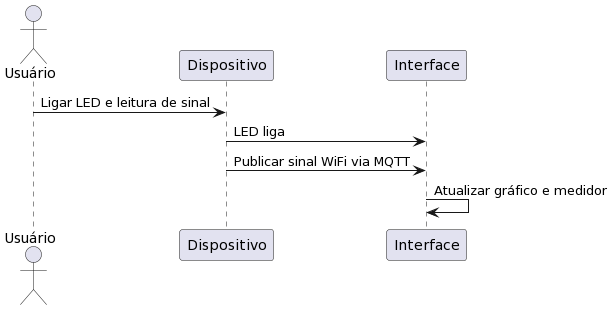 Usuário
Dispositivo
Interface
Ligar LED e leitura de sinal
LED liga
Publicar sinal WiFi via MQTT
Atualizar gráfico e medidor
Usuário
Dispositivo
Interface